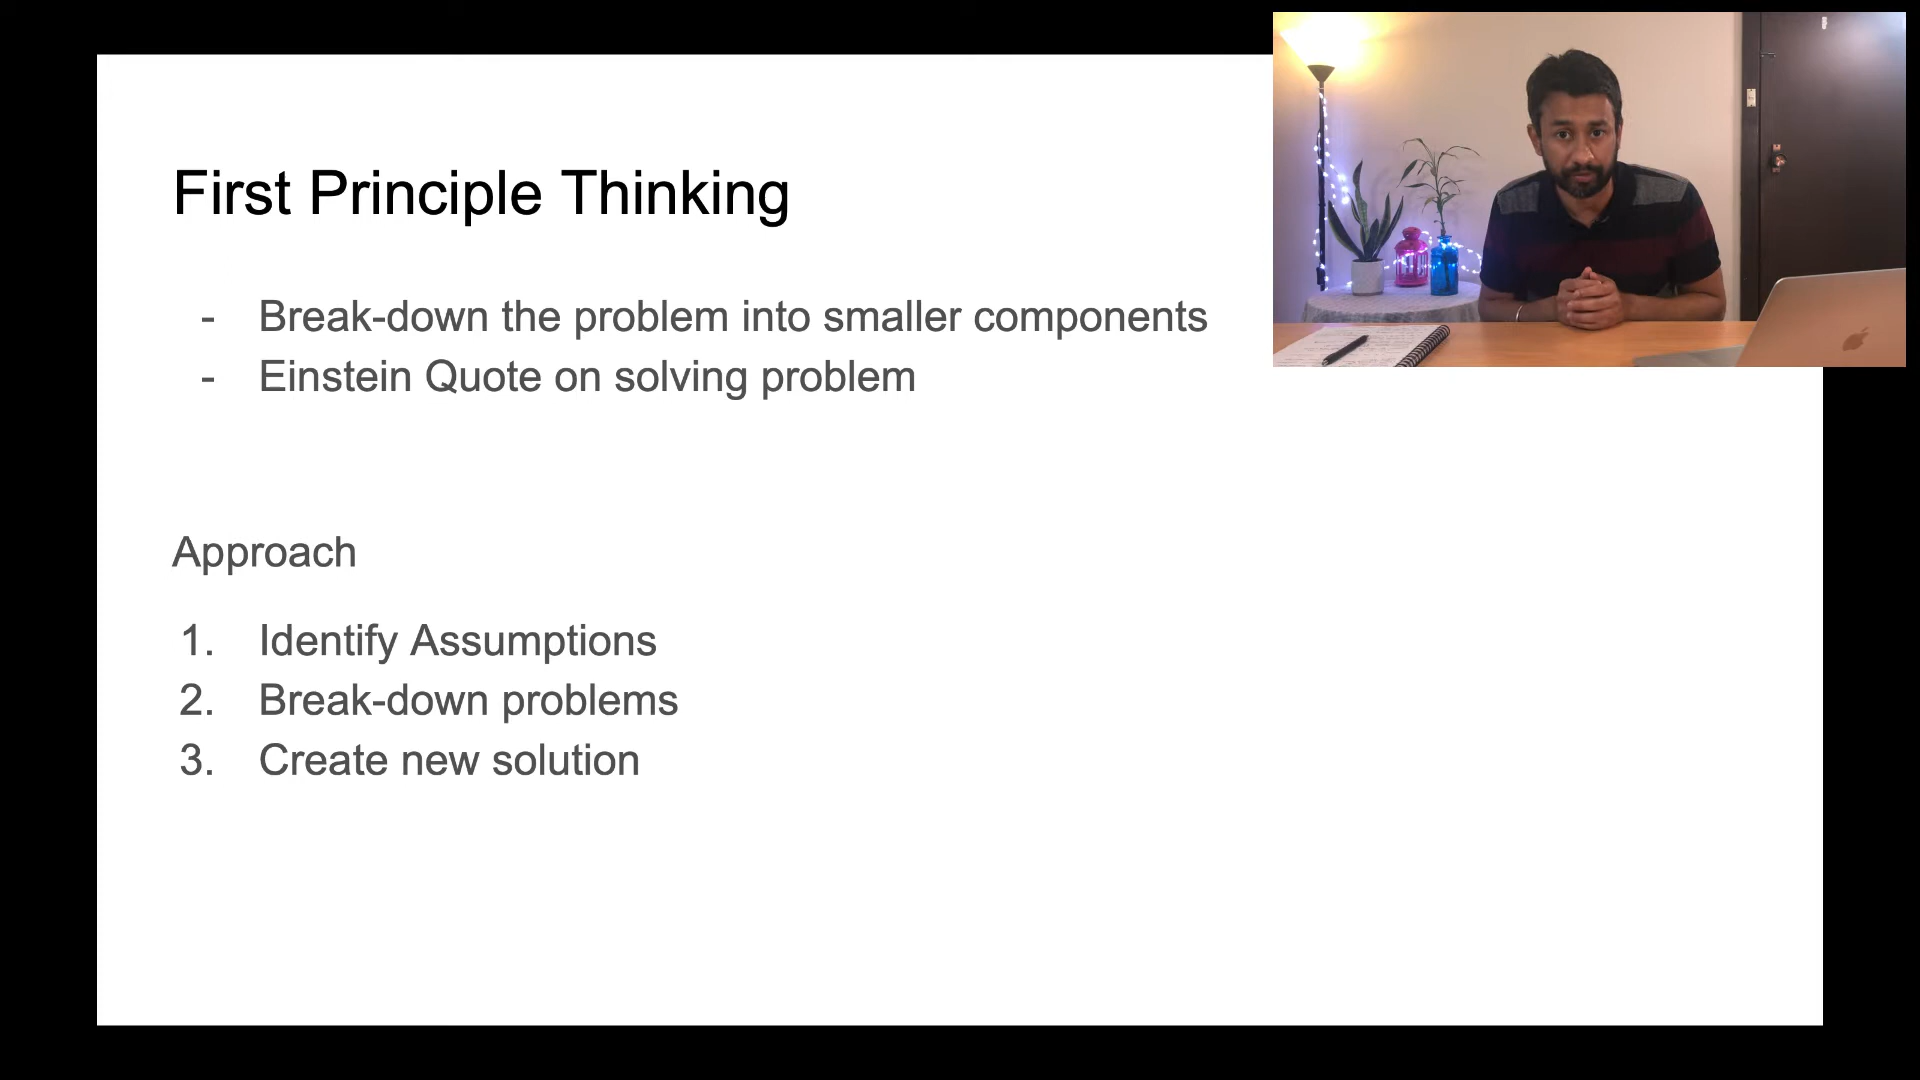 First Principle Thinking
- Break-down the problem into smaller components
- Einstein Quote on solving problem
Approach
1. Identify Assumptions
2. Break-down problems
3. Create new solution